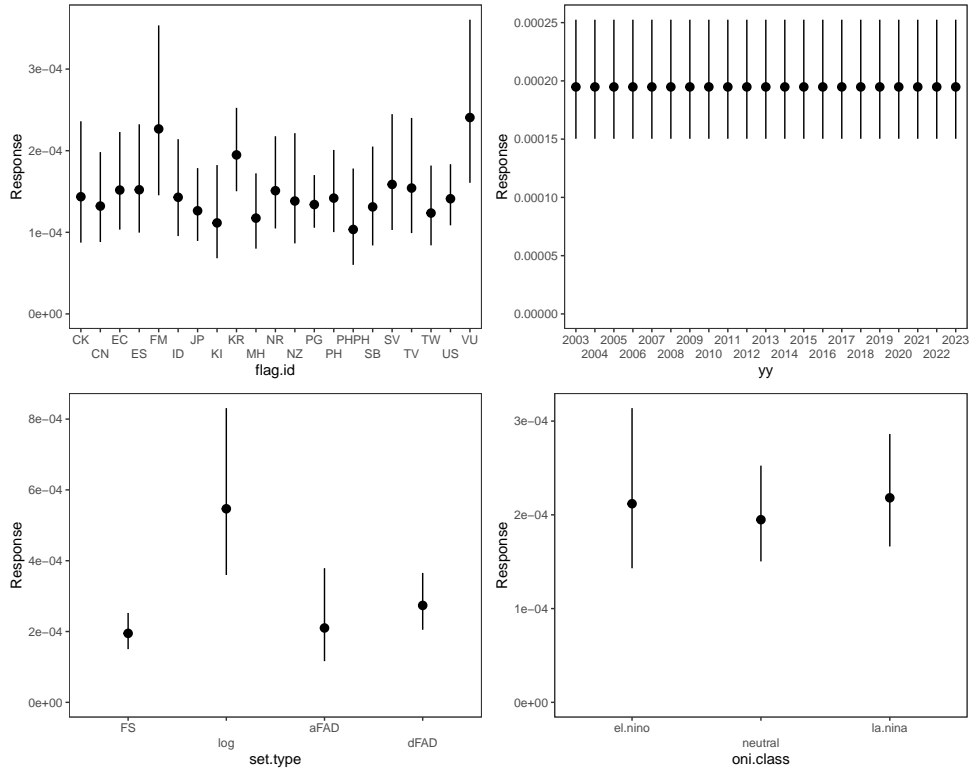 Response
3e−04
2e−04
1e−04
0e+00
CK EC FM JP KR NR PG PHPH SV TW VU
CN ES ID KI MH NZ PH SB TV US
flag.id
Response
0.00025
0.00020
0.00015
0.00010
0.00005
0.00000
2003 2005 2007 2009 2011 2013 2015 2017 2019 2021 2023
2004 2006 2008 2010 2012 2014 2016 2018 2020 2022
yy
Response
8e−04
6e−04
4e−04
2e−04
0e+00
FS aFAD
log dFAD
set.type
Response
3e−04
2e−04
1e−04
0e+00
el.nino la.nina
neutral
oni.class